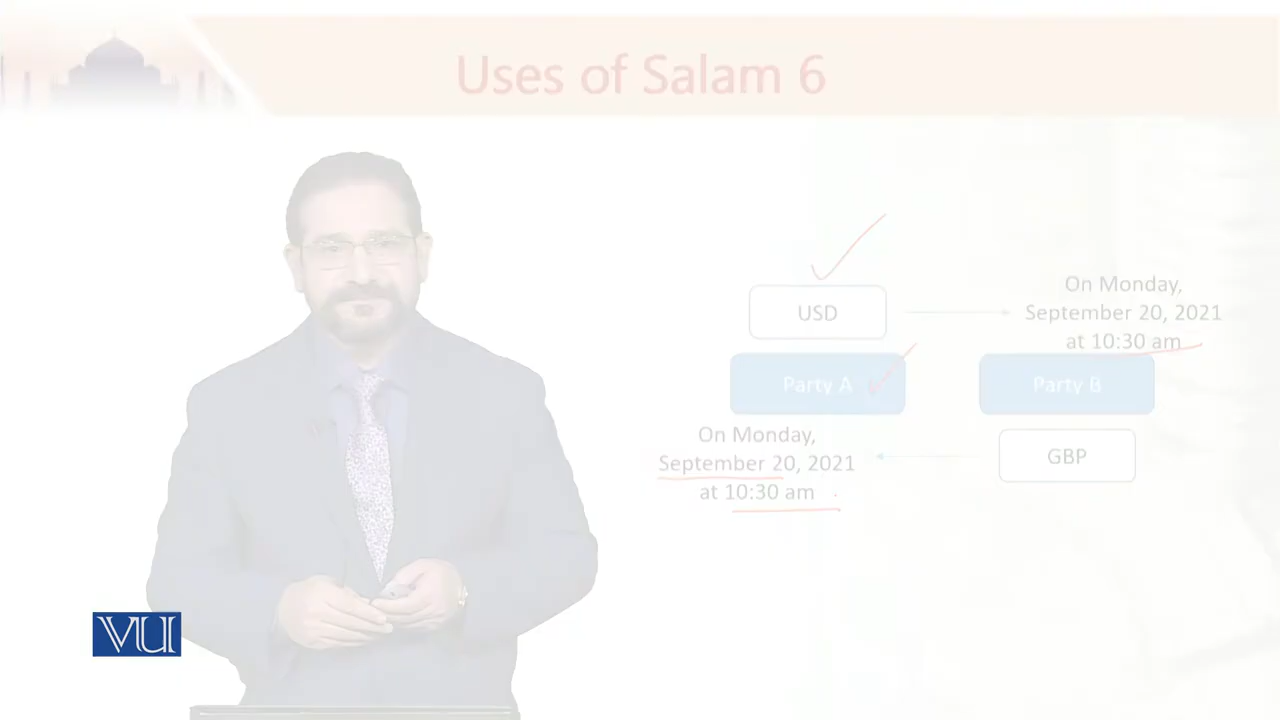 Uses of Salam 6
USD
On Monday,
September 20, 2021
at 10:30 am
Party A
Party B
On Monday,
September 20, 2021
at 10:30 am
GBP
VU